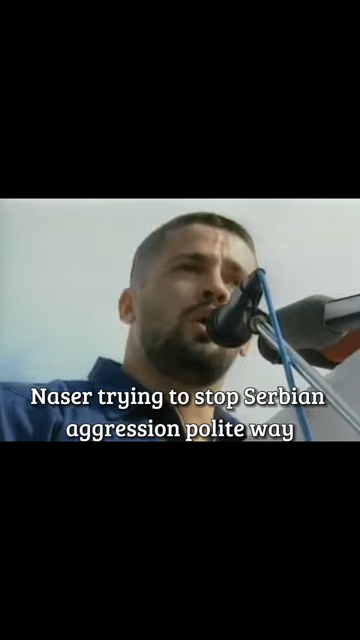 Naser trying to stop Serbian
aggression polite way